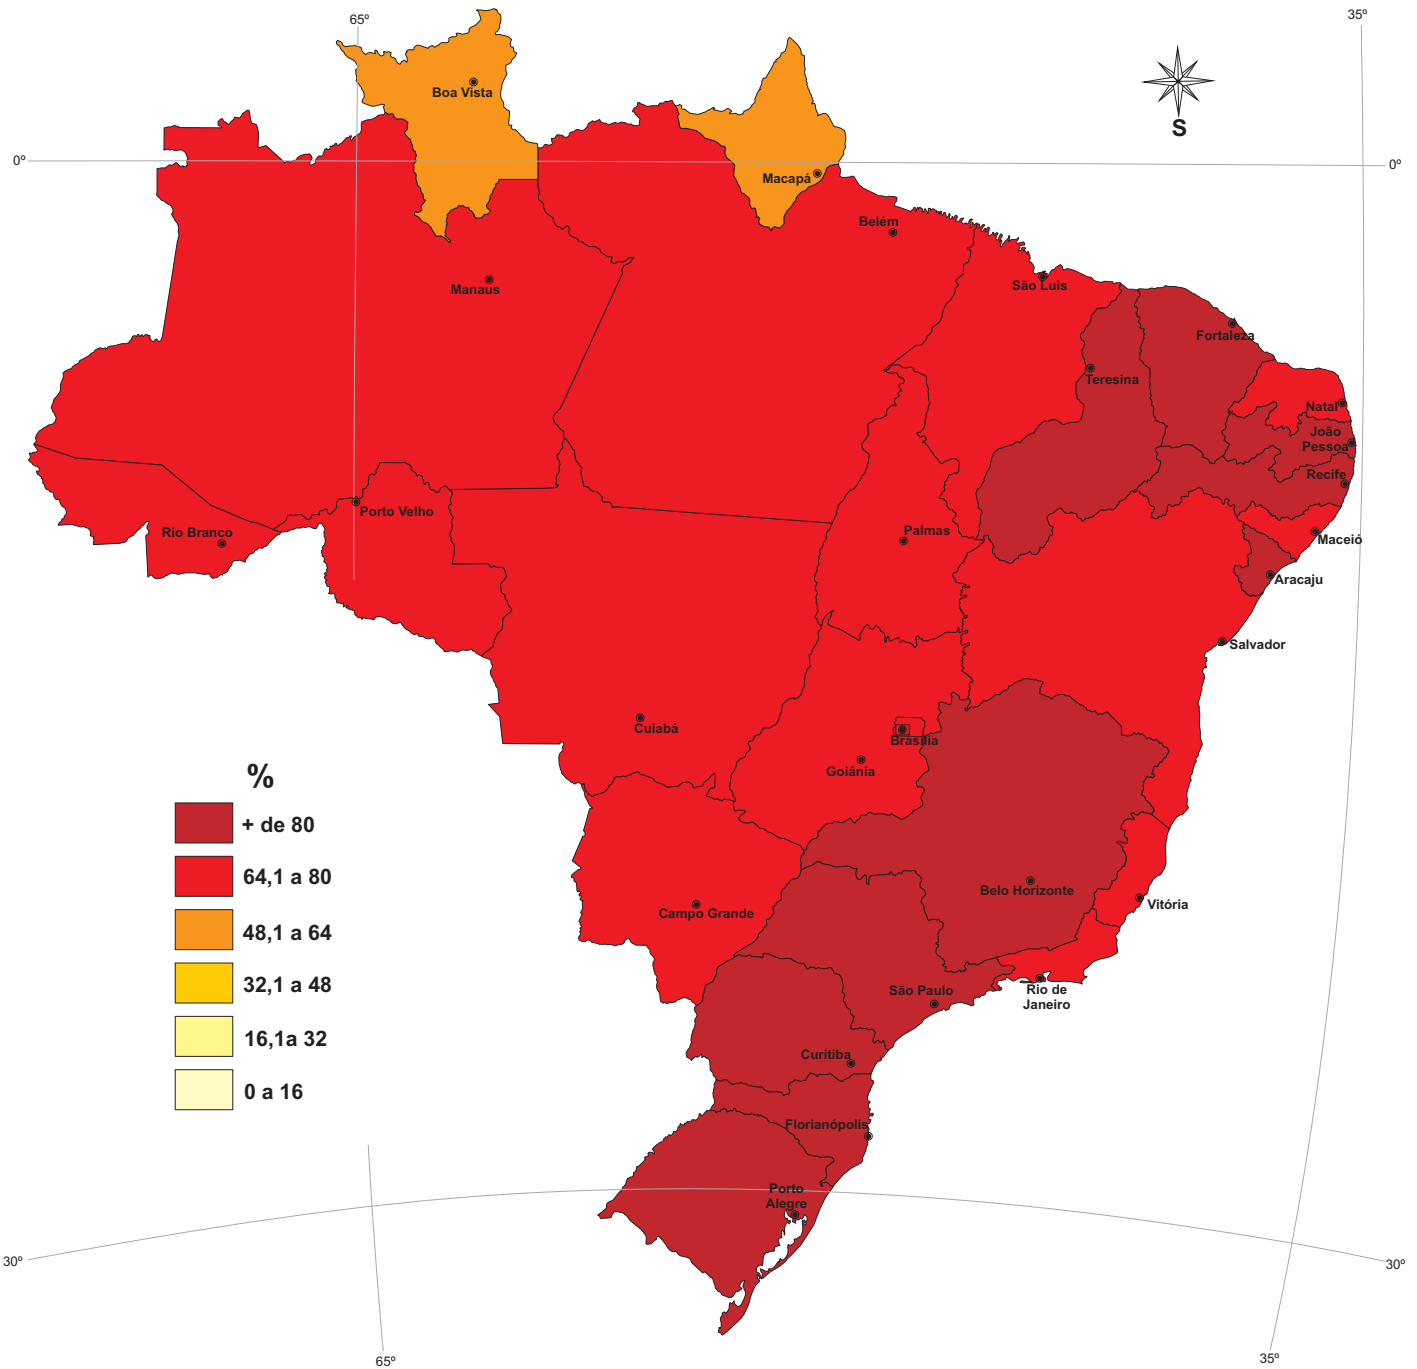 65º
35º
Boa Vista
S
0º
0º
Macapá
Belém
Manaus
São Luis
Fortaleza
Teresina
Natal
João
Pessoa
Recife
Porto Velho
Rio Branco
Palmas
Maceió
Aracaju
Salvador
Cuiabá
Brasília
Goiânia
%
+ de 80
64,1 a 80
48,1 a 64
32,1 a 48
16,1a 32
0 a 16
Belo Horizonte
Vitória
Campo Grande
São Paulo
Rio de
Janeiro
Curitiba
Florianópolis
Porto
Alegre
30º
30º
65º
35º